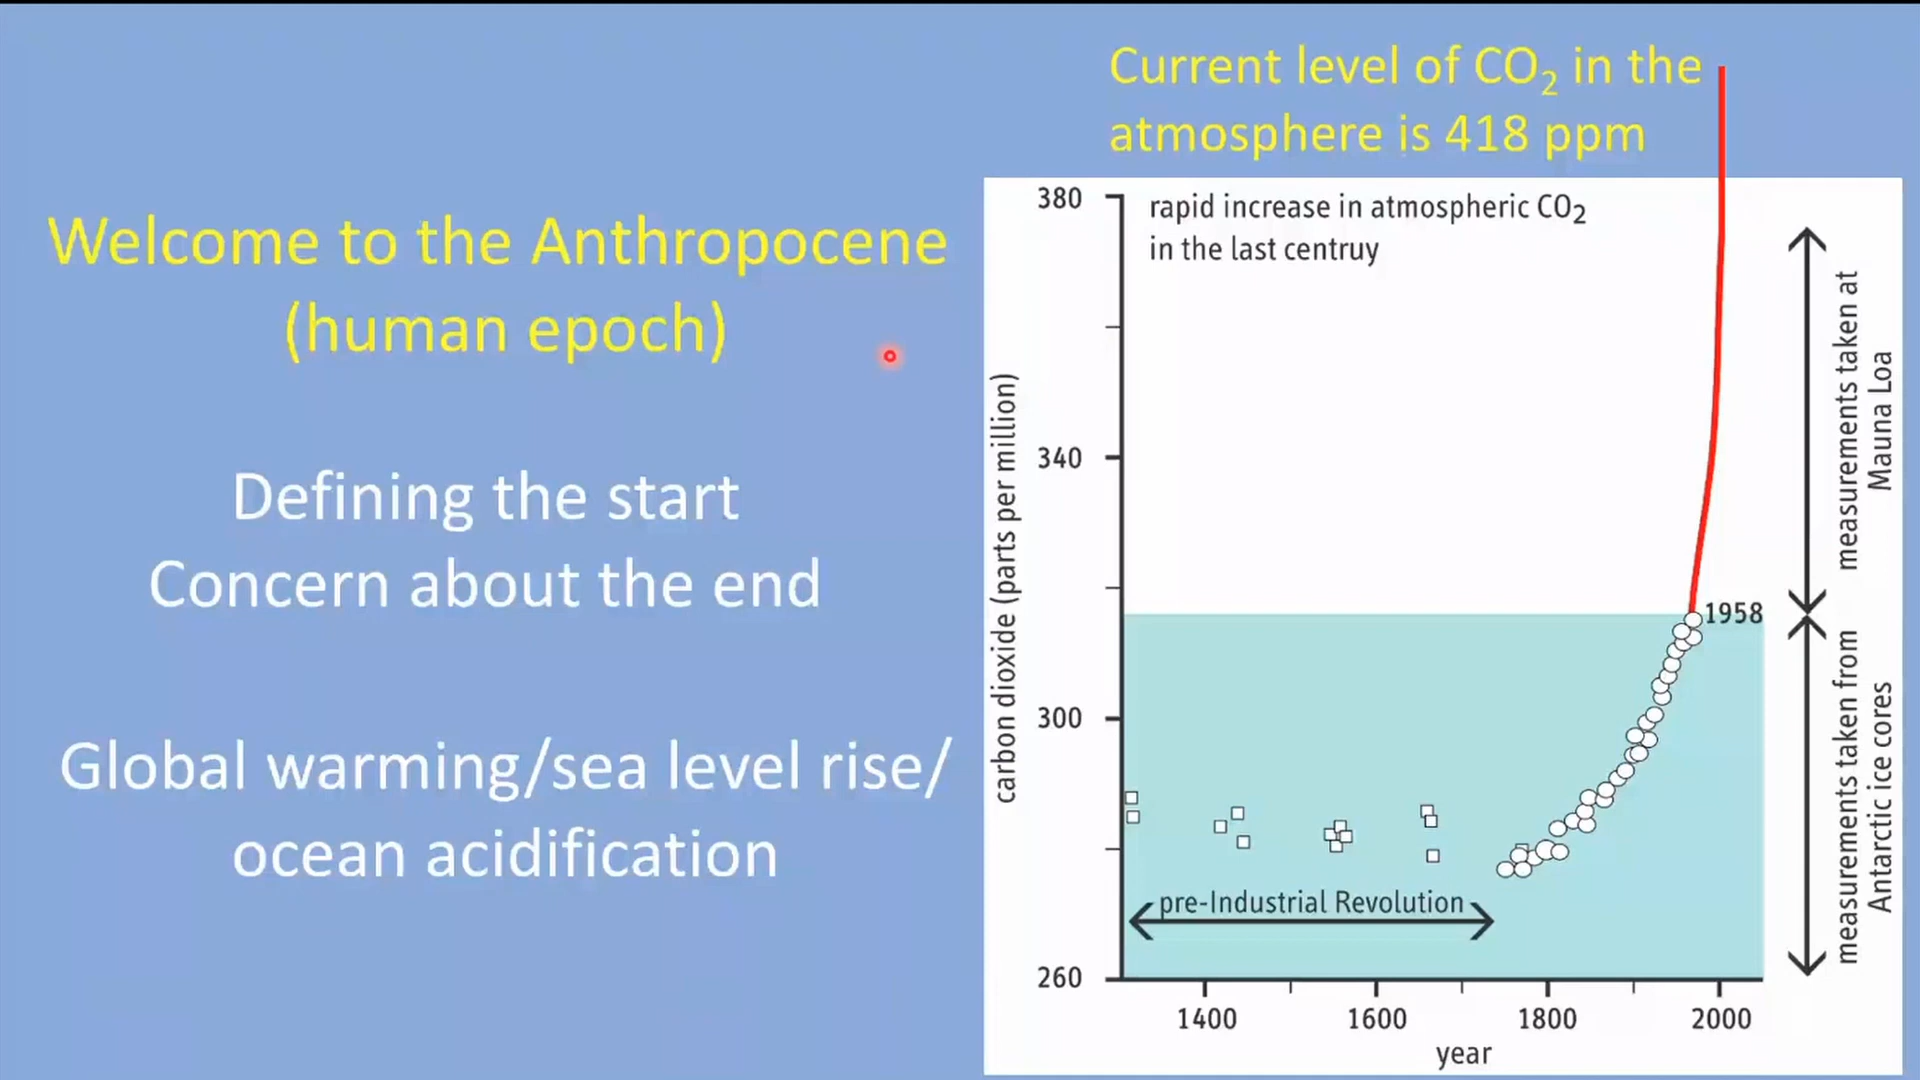 Current level of CO₂ in the
atmosphere is 418 ppm
Welcome to the Anthropocene
(human epoch)
Defining the start
Concern about the end
Global warming/sea level rise/
ocean acidification
rapid increase in atmospheric CO₂
in the last centruy
380
340
300
260
carbon dioxide (parts per million)
1958
pre-Industrial Revolution
1400
1600
1800
2000
year
measurements taken at
Mauna Loa
measurements taken from
Antarctic ice cores